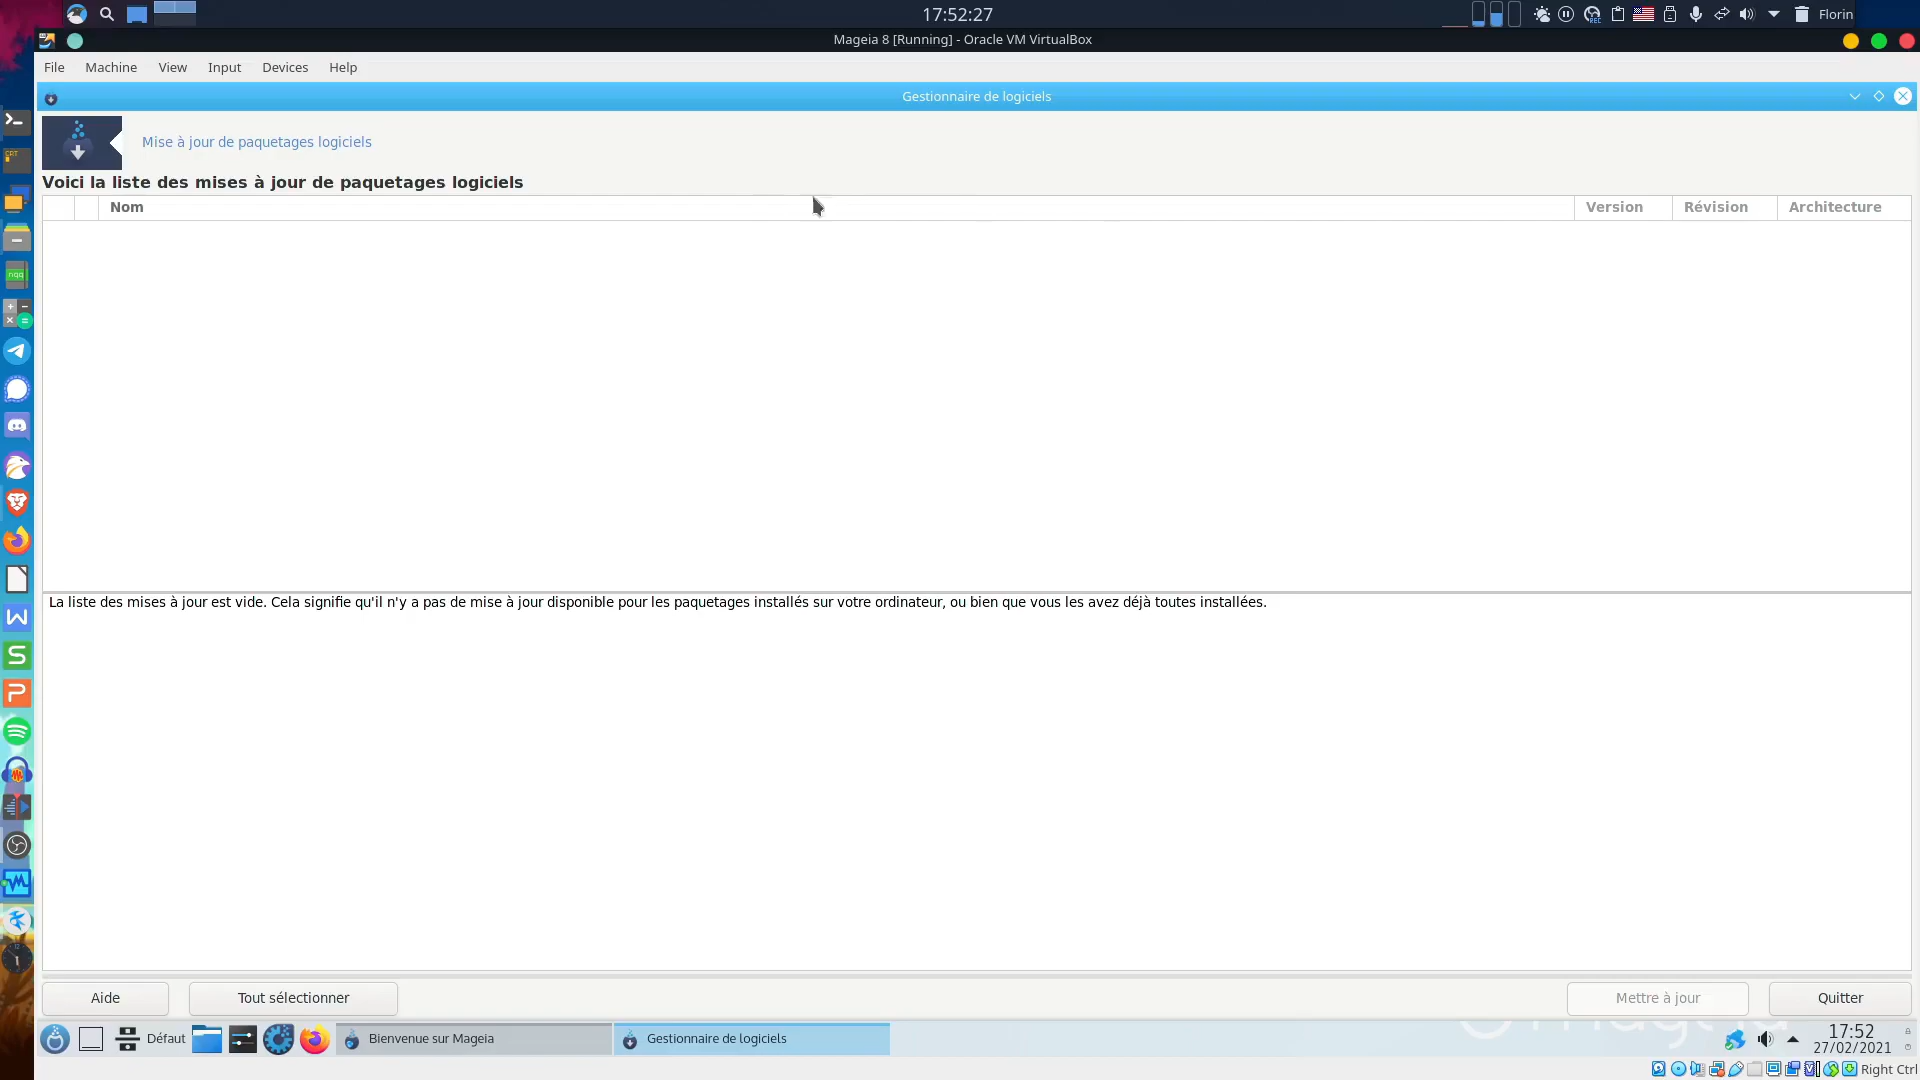 17:52:27
Florin
Mageia 8 [Running] - Oracle VM VirtualBox
File Machine View Input Devices Help
Gestionnaire de logiciels
Mise à jour de paquetages logiciels
Voici la liste des mises à jour de paquetages logiciels
Nom Version Révision Architecture
La liste des mises à jour est vide. Cela signifie qu'il n'y a pas de mise à jour disponible pour les paquetages installés sur votre ordinateur, ou bien que vous les avez déjà toutes installées.
Aide Tout sélectionner Mettre à jour Quitter
Défaut Bienvenue sur Mageia Gestionnaire de logiciels 17:52
27/02/2021
Right Ctrl